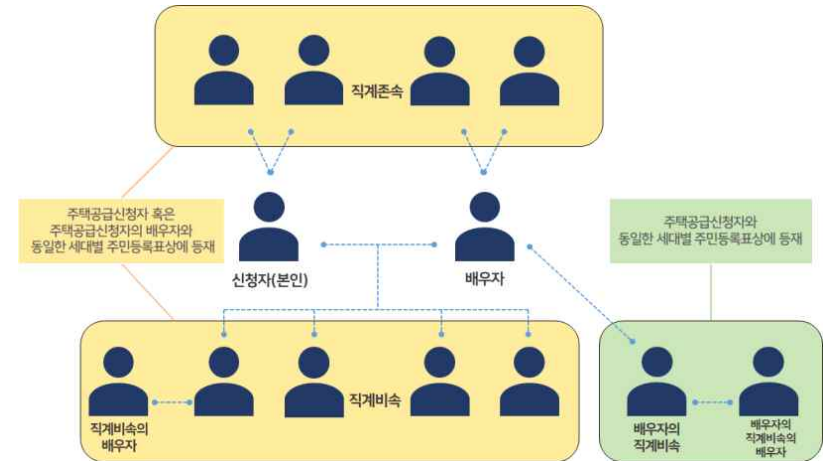 직계존속
주택공급신청자 혹은
주택공급신청자의 배우자와
동일한 세대별 주민등록표상에 등재
주택공급신청자와
동일한 세대별 주민등록표상에 등재
신청자(본인)
배우자
직계비속의
배우자
직계비속
배우자의
직계비속
배우자의
직계비속의
배우자